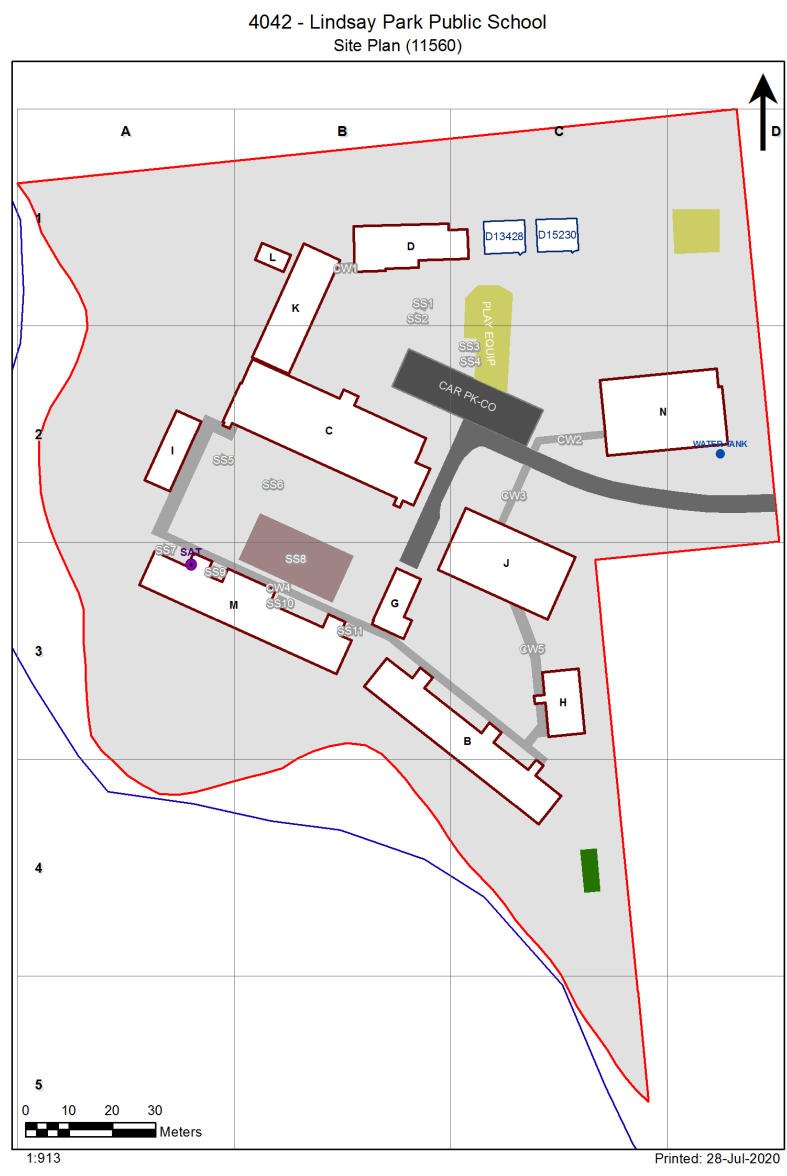 4042 - Lindsay Park Public School
Site Plan (11560)
A
B
C
D
1
D
D13428
D15230
L
CW1
K
SS1
SS2
PLAY EQUIP
SS3
SS4
CAR PK-CO
N
2
C
CW2
WATER TANK
I
SS5
SS6
CW3
SS7
SAT
SS9
SS8
J
CW4
SS10
G
M
SS11
3
CW5
H
B
4
5
0 10 20 30
Meters
1:913
Printed: 28-Jul-2020